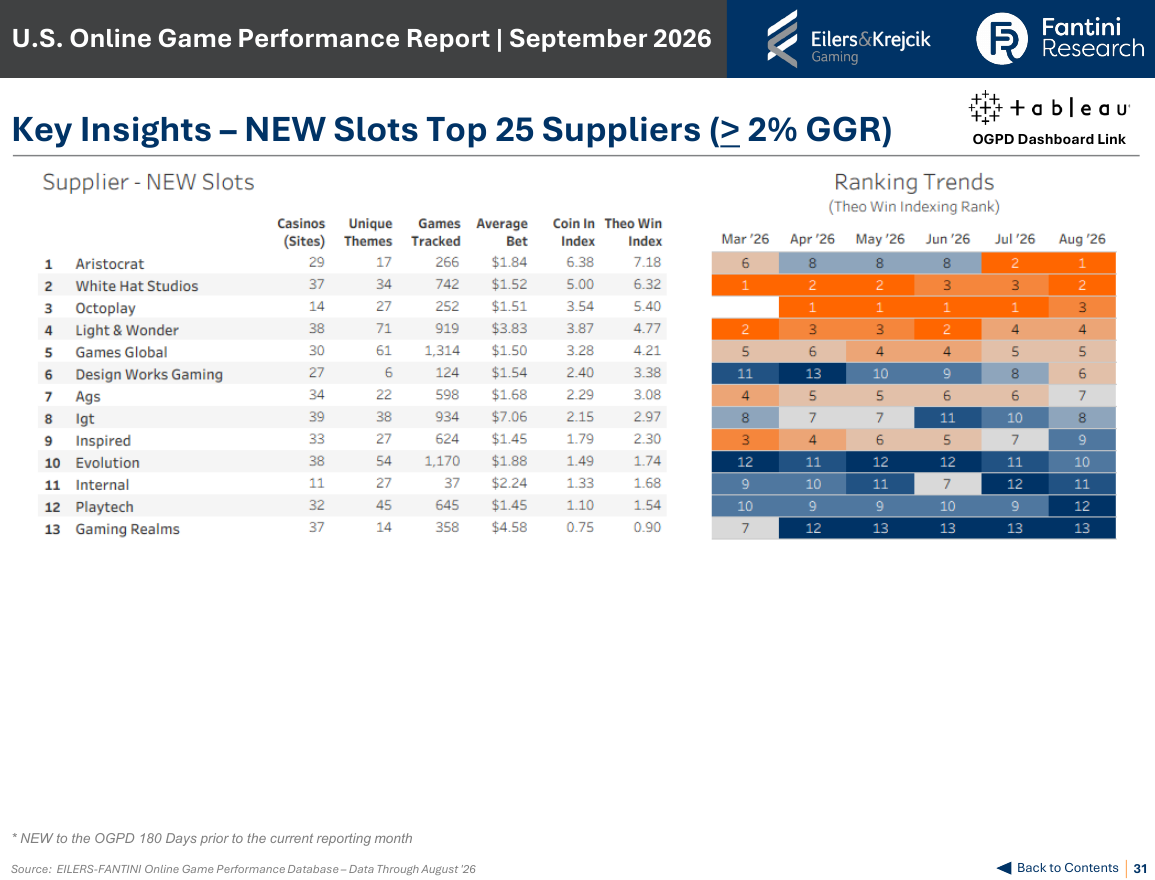 U.S. Online Game Performance Report | September 2026
Eilers&Krejcik
Gaming
Fantini
Research
Key Insights – NEW Slots Top 25 Suppliers (≥ 2% GGR)
+ a b l e a u
OGPD Dashboard Link
Supplier - NEW Slots
Casinos (Sites) Unique Themes Games Tracked Average Bet Coin In Index Theo Win Index
1 Aristocrat 29 17 266 $1.84 6.38 7.18
2 White Hat Studios 37 34 742 $1.52 5.00 6.32
3 Octoplay 14 27 252 $1.51 3.54 5.40
4 Light & Wonder 38 71 919 $3.83 3.87 4.77
5 Games Global 30 61 1,314 $1.50 3.28 4.21
6 Design Works Gaming 27 6 124 $1.54 2.40 3.38
7 Ags 34 22 598 $1.68 2.29 3.08
8 Igt 39 38 934 $7.06 2.15 2.97
9 Inspired 33 27 624 $1.45 1.79 2.30
10 Evolution 38 54 1,170 $1.88 1.49 1.74
11 Internal 11 27 37 $2.24 1.33 1.68
12 Playtech 32 45 645 $1.45 1.10 1.54
13 Gaming Realms 37 14 358 $4.58 0.75 0.90
Ranking Trends
(Theo Win Indexing Rank)
Mar '26 Apr '26 May '26 Jun '26 Jul '26 Aug '26
6 8 8 8 2 1
1 2 2 3 3 2
1 1 1 1 3
2 3 3 2 4 4
5 6 4 4 5 5
11 13 10 9 8 6
4 5 5 6 6 7
8 7 7 11 10 8
3 4 6 5 7 9
12 11 12 12 11 10
9 10 11 7 12 11
10 9 9 10 9 12
7 12 13 13 13 13
* NEW to the OGPD 180 Days prior to the current reporting month
Source: EILERS-FANTINI Online Game Performance Database – Data Through August '26
Back to Contents 31